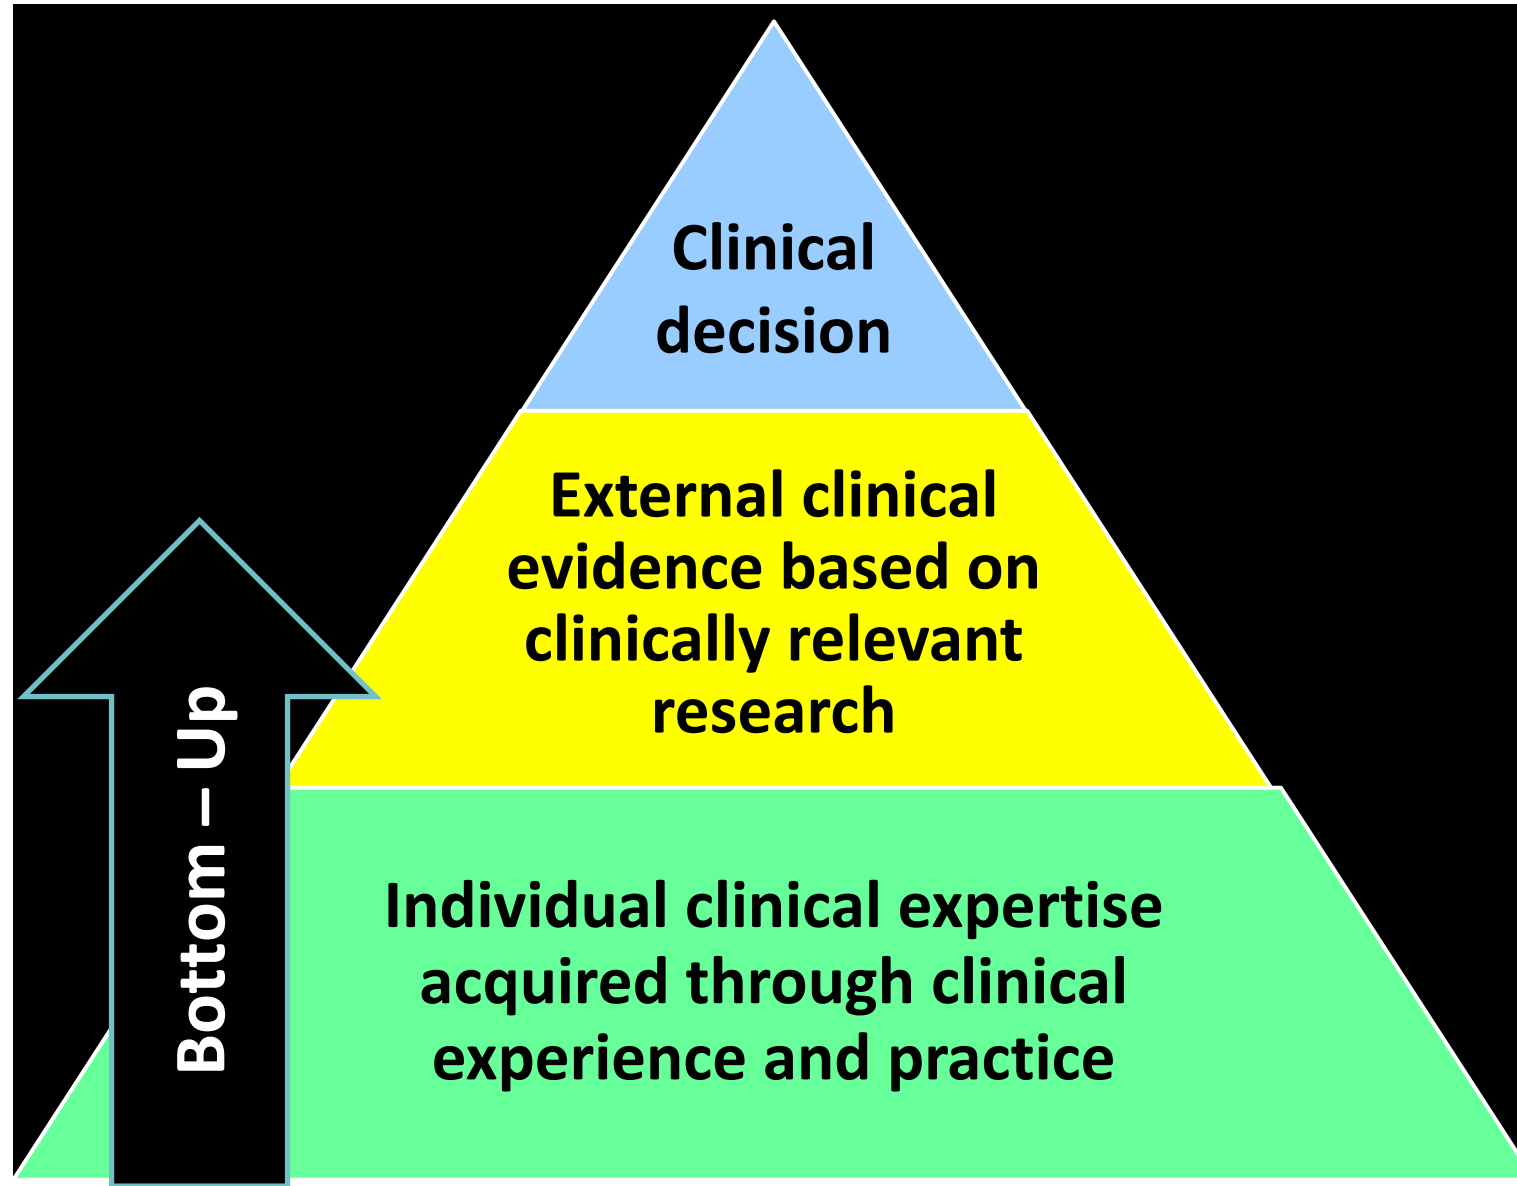 Clinical
decision
External clinical
evidence based on
clinically relevant
research
Bottom – Up
Individual clinical expertise
acquired through clinical
experience and practice